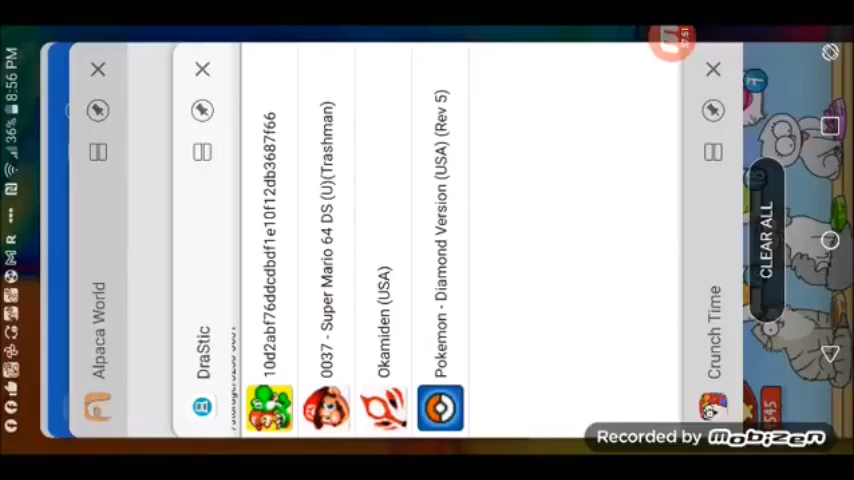 8:56 PM
36%
R
Alpaca World
DraStic
10d2abf76ddcdbdf1e10f12db3687f66
0037 - Super Mario 64 DS (U)(Trashman)
Okamiden (USA)
Pokemon - Diamond Version (USA) (Rev 5)
Crunch Time
CLEAR ALL
545
Recorded by mobizen